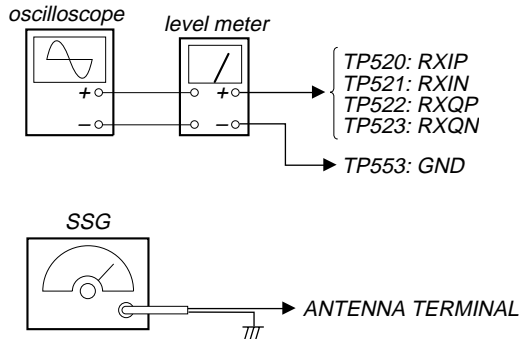 oscilloscope
level meter
+
+
TP520: RXIP
TP521: RXIN
TP522: RXQP
TP523: RXQN
–
–
TP553: GND
SSG
ANTENNA TERMINAL